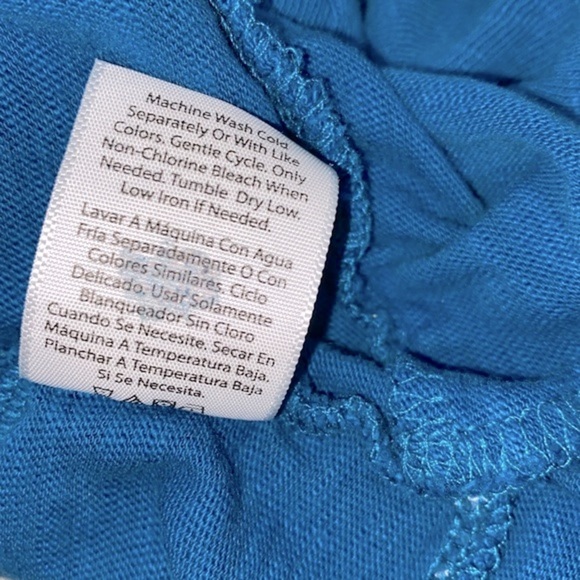 Machine Wash Cold
Separately Or With Like
Colors. Gentle Cycle. Only
Non-Chlorine Bleach When
Needed. Tumble Dry Low.
Low Iron If Needed.
Lavar A Máquina Con Agua
Fría Separadamente O Con
Colores Similares. Ciclo
Delicado. Usar Solamente
Blanqueador Sin Cloro
Cuando Se Necesite. Secar En
Máquina A Temperatura Baja.
Planchar A Temperatura Baja
Si Se Necesita.